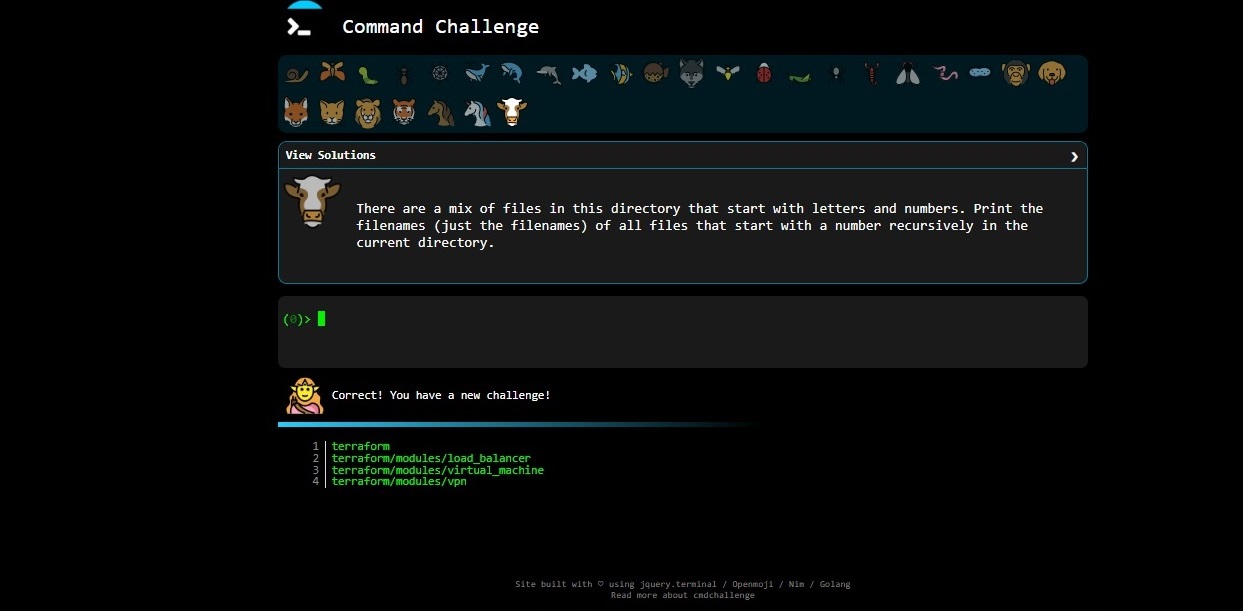 Command Challenge
View Solutions
There are a mix of files in this directory that start with letters and numbers. Print the
filenames (just the filenames) of all files that start with a number recursively in the
current directory.
(0)>
Correct! You have a new challenge!
1 terraform
2 terraform/modules/load_balancer
3 terraform/modules/virtual_machine
4 terraform/modules/vpn
Site built with ♡ using jquery.terminal / Openmoji / Nim / Golang
Read more about cmdchallenge